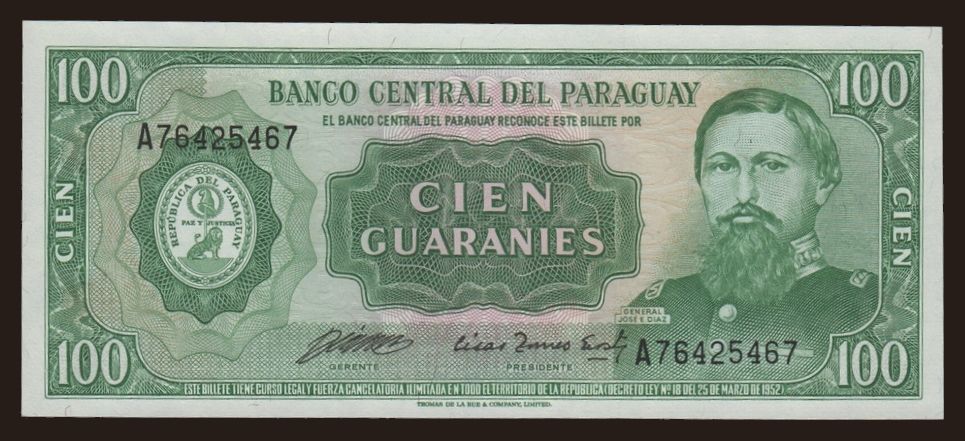 100
100
BANCO CENTRAL DEL PARAGUAY
EL BANCO CENTRAL DEL PARAGUAY RECONOCE ESTE BILLETE POR
A76425467
REPÚBLICA DEL PARAGUAY
PAZ Y JUSTICIA
CIEN
GUARANIES
CIEN
CIEN
GENERAL
JOSE E. DIAZ
GERENTE
PRESIDENTE
A76425467
100
100
ESTE BILLETE TIENE CURSO LEGAL Y FUERZA CANCELATORIA ILIMITADA EN TODO EL TERRITORIO DE LA REPUBLICA (DECRETO LEY Nº 18 DEL 25 DE MARZO DE 1952)
THOMAS DE LA RUE & COMPANY, LIMITED.